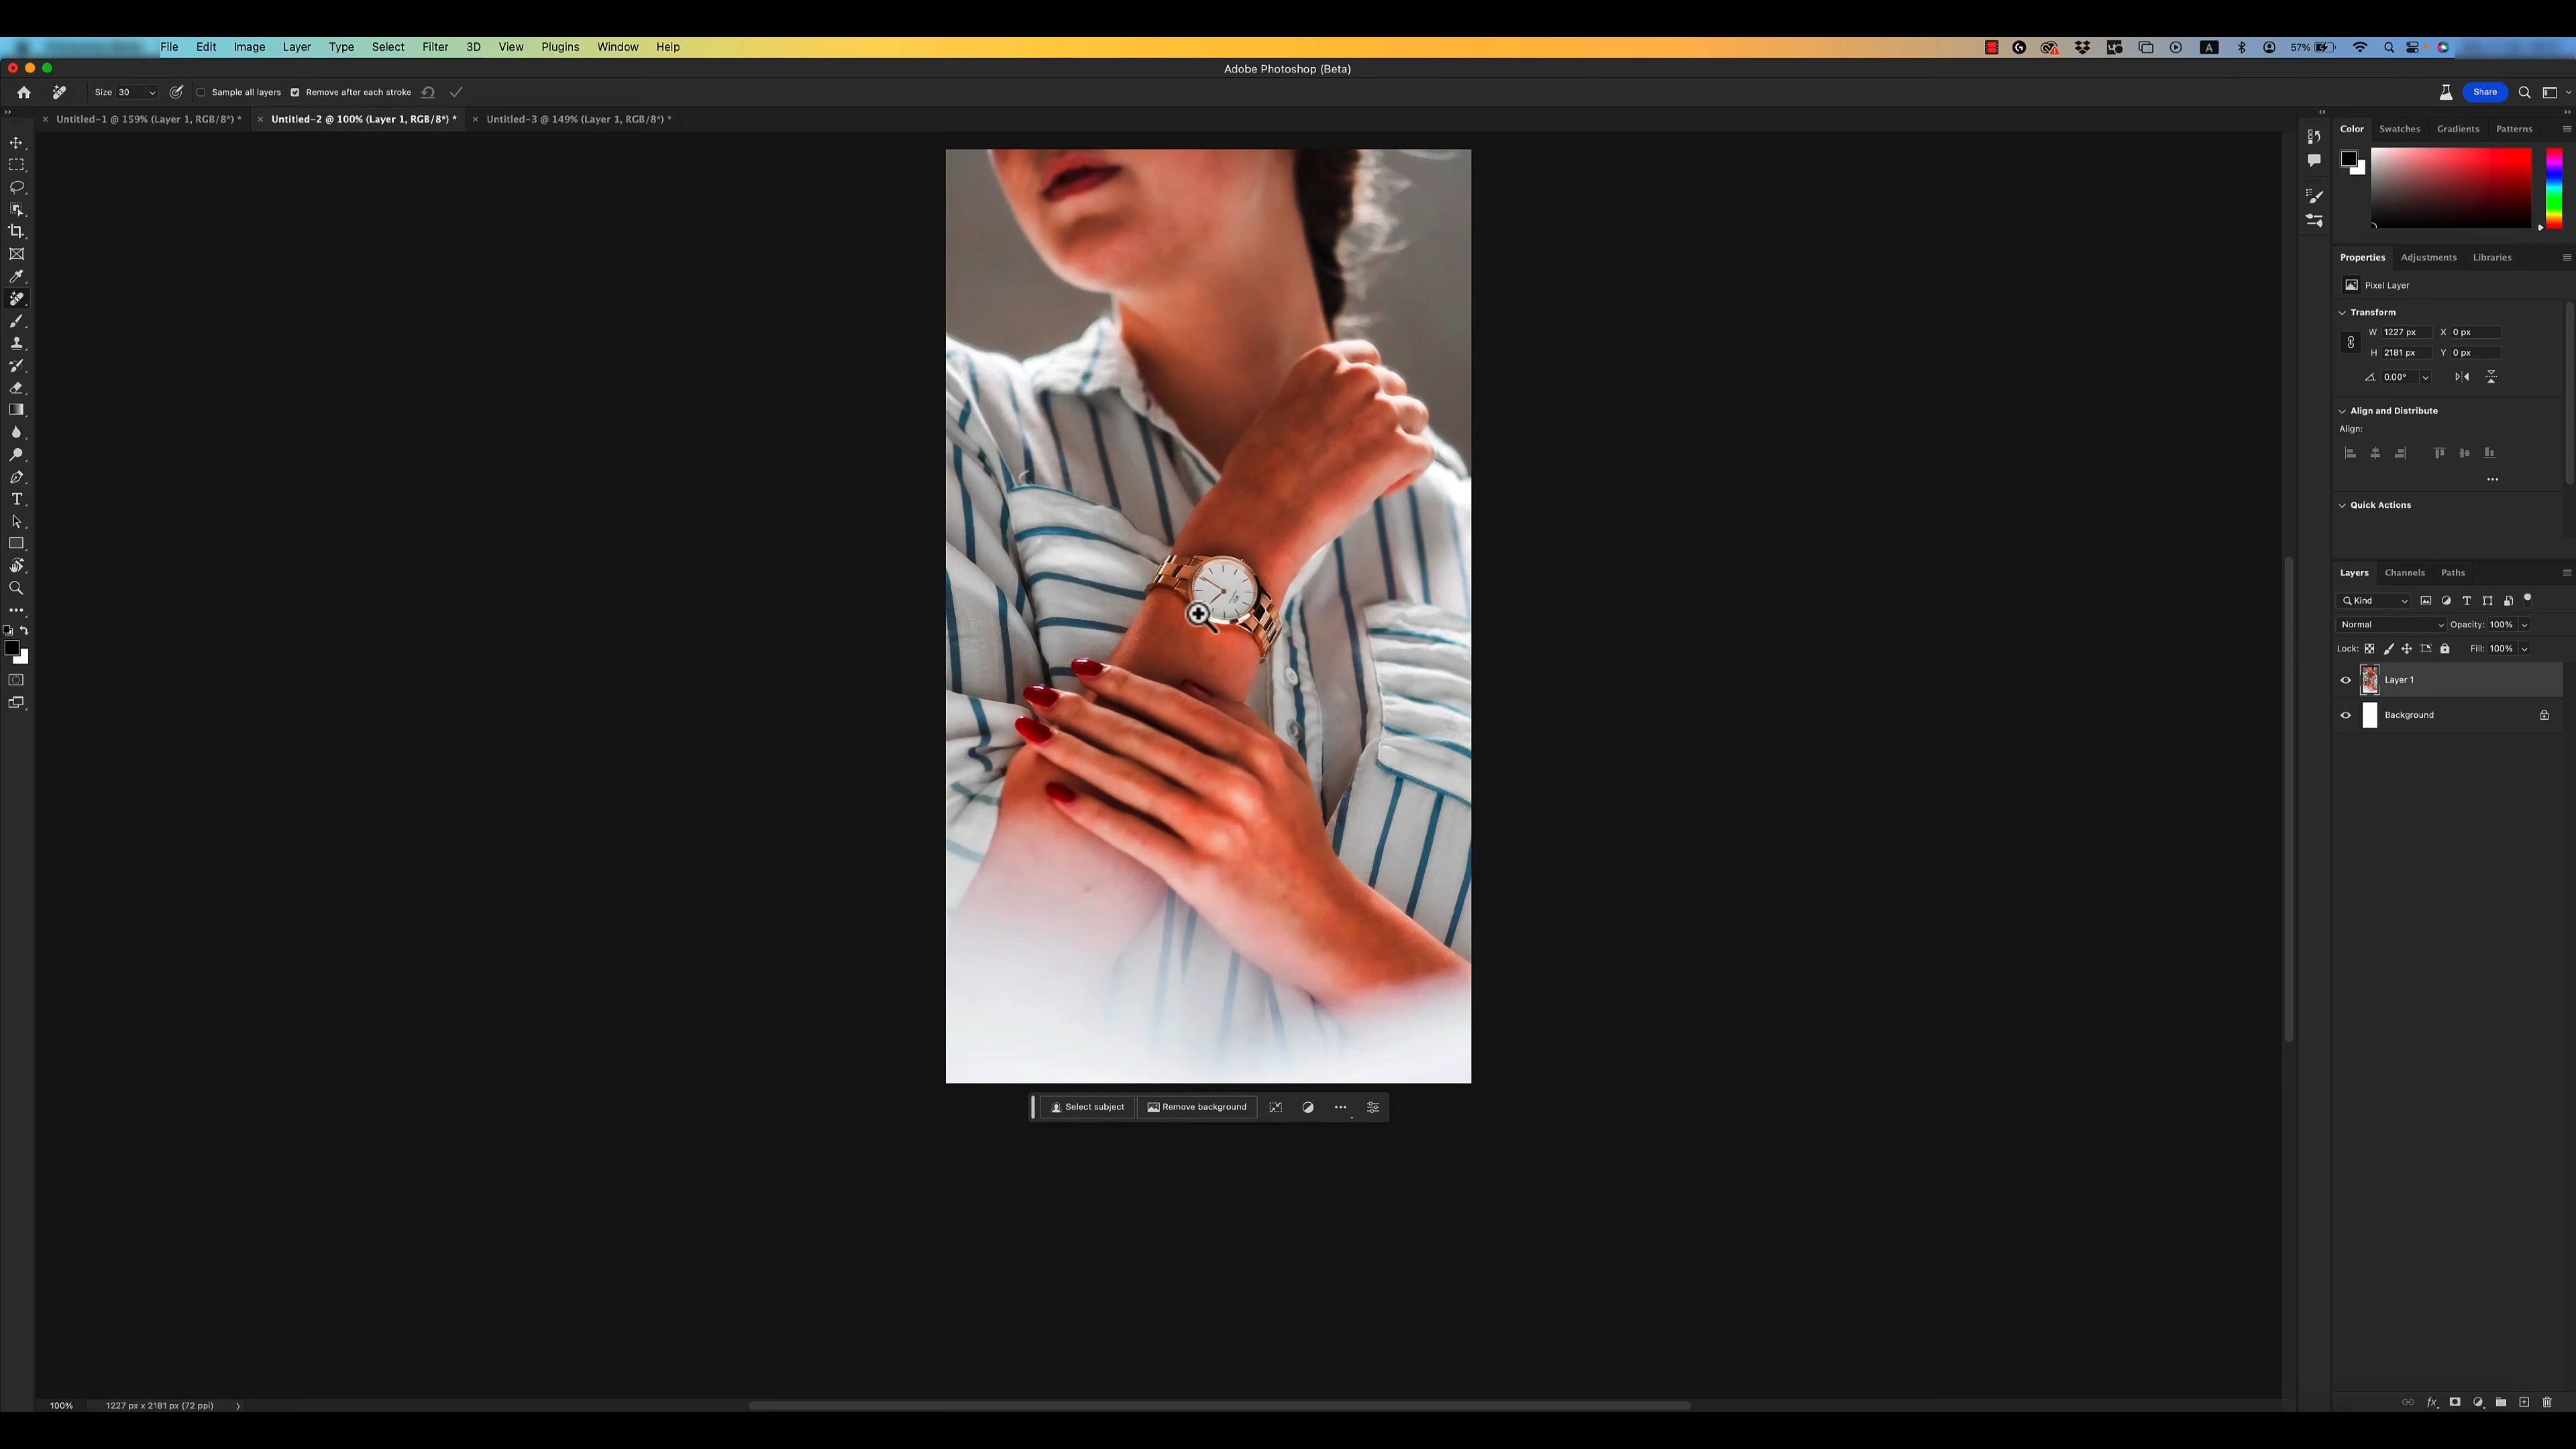 File Edit Image Layer Type Select Filter 3D View Plugins Window Help
57%
Adobe Photoshop (Beta)
Size 30 Sample all layers Remove after each stroke Share
Untitled-1 @ 159% (Layer 1, RGB/8*) *
Untitled-2 @ 100% (Layer 1, RGB/8*) *
Untitled-3 @ 149% (Layer 1, RGB/8*) *
Color Swatches Gradients Patterns
Properties Adjustments Libraries
Pixel Layer
Transform
W 1227 px X 0 px
H 2181 px Y 0 px
0.00°
Align and Distribute
Align:
Quick Actions
Layers Channels Paths
Kind
Normal Opacity: 100%
Lock: Fill: 100%
Layer 1
Background
Select subject Remove background
100% 1227 px x 2181 px (72 ppi)